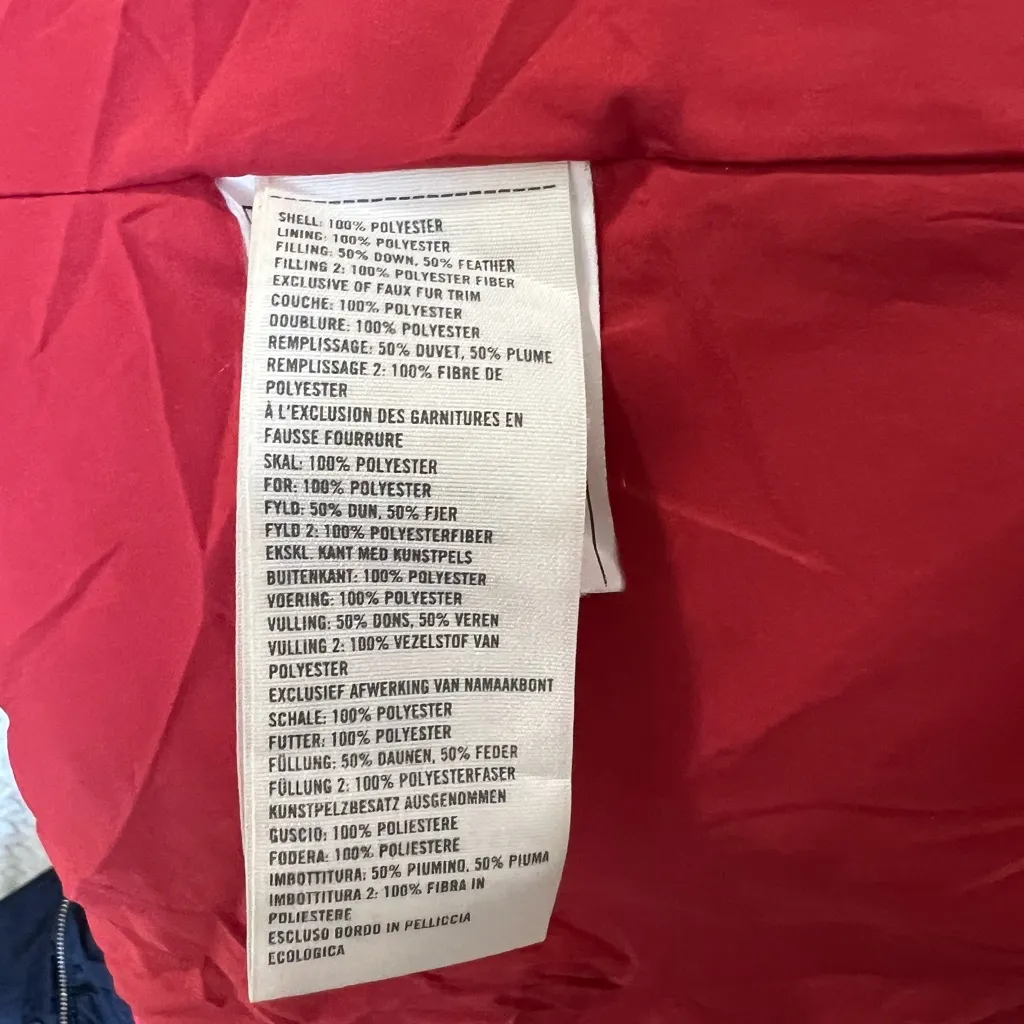 SHELL: 100% POLYESTER
LINING: 100% POLYESTER
FILLING: 50% DOWN, 50% FEATHER
FILLING 2: 100% POLYESTER FIBER
EXCLUSIVE OF FAUX FUR TRIM
COUCHE: 100% POLYESTER
DOUBLURE: 100% POLYESTER
REMPLISSAGE: 50% DUVET, 50% PLUME
REMPLISSAGE 2: 100% FIBRE DE
POLYESTER
À L'EXCLUSION DES GARNITURES EN
FAUSSE FOURRURE
SKAL: 100% POLYESTER
FOR: 100% POLYESTER
FYLD: 50% DUN, 50% FJER
FYLD 2: 100% POLYESTERFIBER
EKSKL. KANT MED KUNSTPELS
BUITENKANT: 100% POLYESTER
VOERING: 100% POLYESTER
VULLING: 50% DONS, 50% VEREN
VULLING 2: 100% VEZELSTOF VAN
POLYESTER
EXCLUSIEF AFWERKING VAN NAMAAKBONT
SCHALE: 100% POLYESTER
FUTTER: 100% POLYESTER
FÜLLUNG: 50% DAUNEN, 50% FEDER
FÜLLUNG 2: 100% POLYESTERFASER
KUNSTPELZBESATZ AUSGENOMMEN
GUSCIO: 100% POLIESTERE
FODERA: 100% POLIESTERE
IMBOTTITURA: 50% PIUMINO, 50% PIUMA
IMBOTTITURA 2: 100% FIBRA IN
POLIESTERE
ESCLUSO BORDO IN PELLICCIA
ECOLOGICA